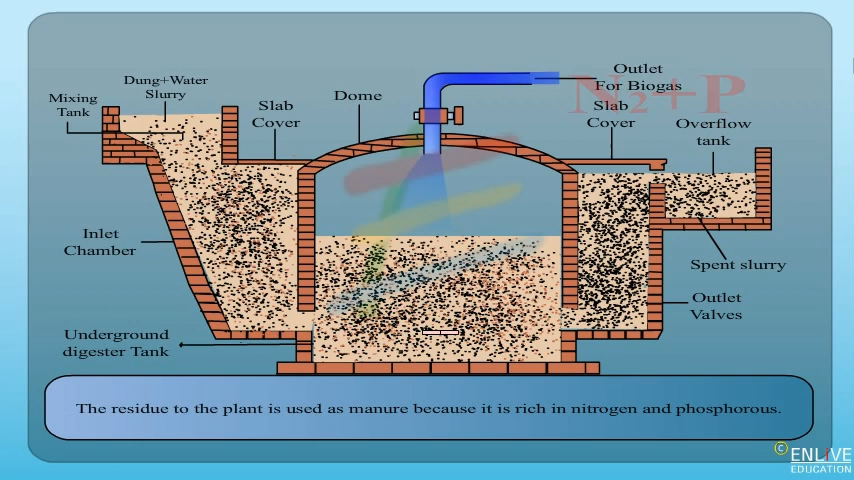 Outlet
For Biogas
N₂+P
Dung+Water
Slurry
Mixing
Tank
Slab
Cover
Dome
Slab
Cover
Overflow
tank
Inlet
Chamber
Spent slurry
Outlet
Valves
Underground
digester Tank
The residue to the plant is used as manure because it is rich in nitrogen and phosphorous.
© ENLIVE
EDUCATION